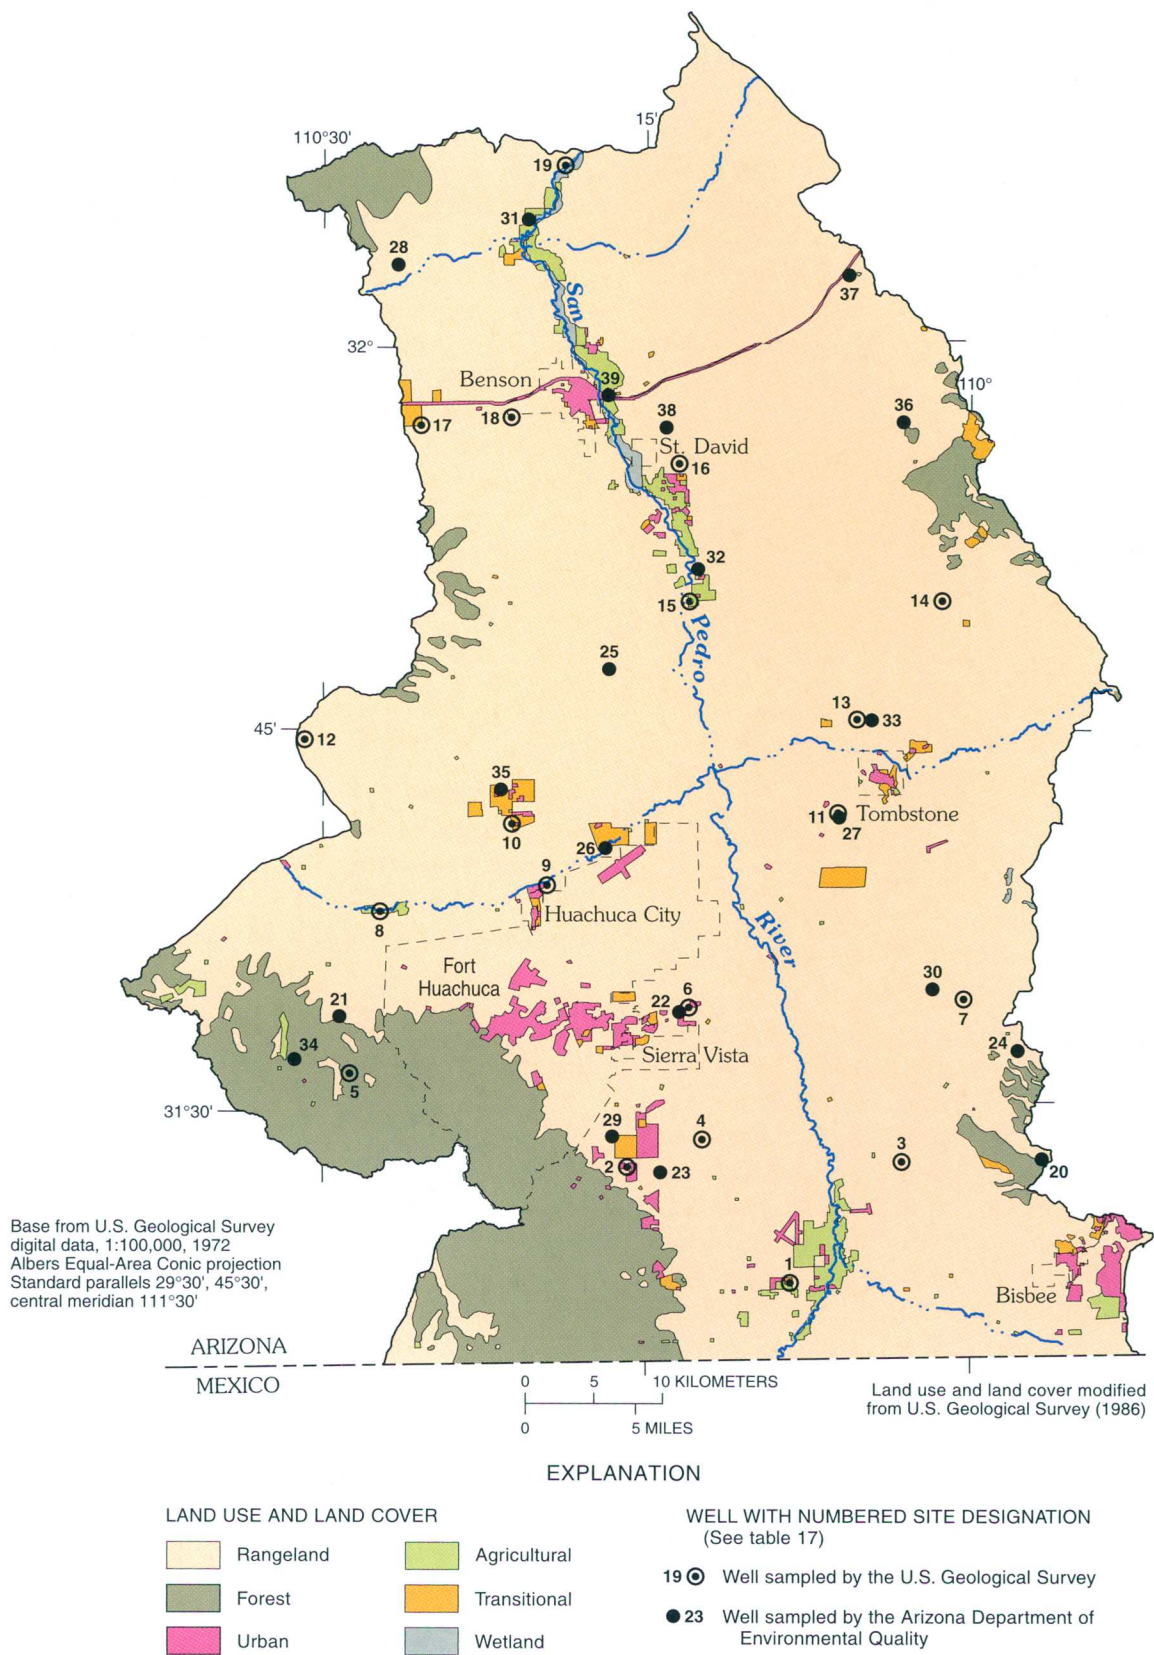 15'
110°30'
19
31
28
San
37
32°
Benson
39
110°
36
38
18
17
St. David
16
32
14
15
Pedro
25
13
33
45'
12
35
Tombstone
11
27
10
26
9
Huachuca City
8
River
Fort
Huachuca
30
6
22
7
21
24
Sierra Vista
34
5
31°30'
29
4
3
2
23
20
Base from U.S. Geological Survey
digital data, 1:100,000, 1972
Albers Equal-Area Conic projection
Standard parallels 29°30', 45°30',
central meridian 111°30'
1
Bisbee
ARIZONA
MEXICO
0 5 10 KILOMETERS
0 5 MILES
Land use and land cover modified
from U.S. Geological Survey (1986)
EXPLANATION
LAND USE AND LAND COVER
Rangeland
Forest
Urban
Agricultural
Transitional
Wetland
WELL WITH NUMBERED SITE DESIGNATION
(See table 17)
19 Well sampled by the U.S. Geological Survey
23 Well sampled by the Arizona Department of
Environmental Quality